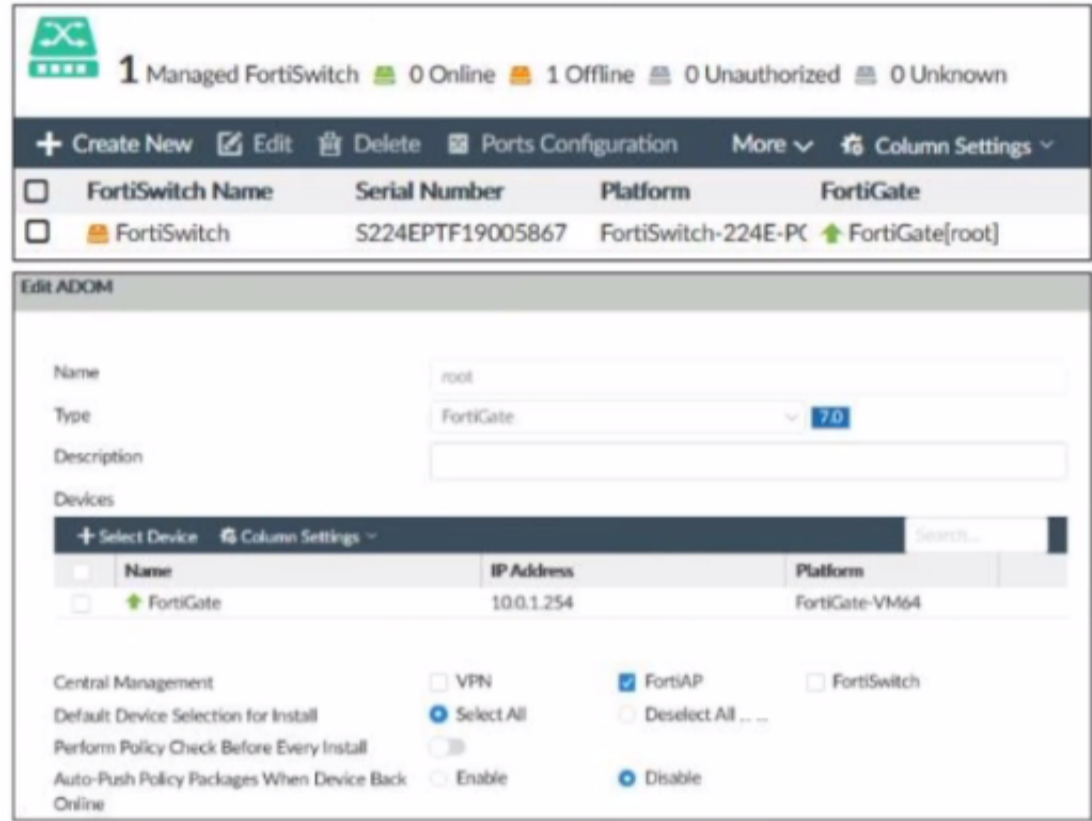 1 Managed FortiSwitch 0 Online 1 Offline 0 Unauthorized 0 Unknown
Create New Edit Delete Ports Configuration More Column Settings
FortiSwitch Name Serial Number Platform FortiGate
FortiSwitch S224EPTF19005867 FortiSwitch-224E-PC FortiGate[root]
Edit ADOM
Name root
Type FortiGate 7.0
Description
Devices
Select Device Column Settings Search...
Name IP Address Platform
FortiGate 10.0.1.254 FortiGate-VM64
Central Management VPN FortiAP FortiSwitch
Default Device Selection for Install Select All Deselect All ... ...
Perform Policy Check Before Every Install
Auto-Push Policy Packages When Device Back Enable Disable
Online